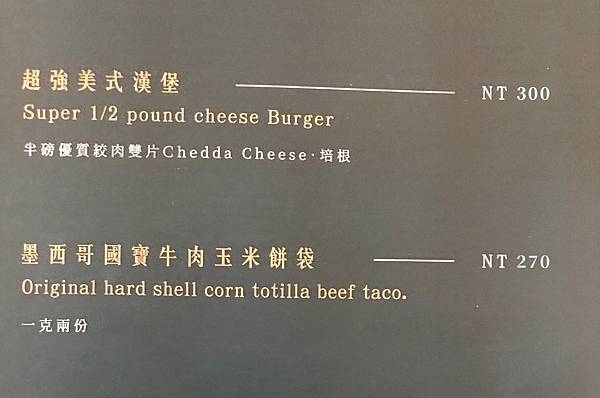 超強美式漢堡 NT 300
Super 1/2 pound cheese Burger
半磅優質絞肉雙片Chedda Cheese·培根
墨西哥國寶牛肉玉米餅袋 NT 270
Original hard shell corn totilla beef taco.
一克兩份